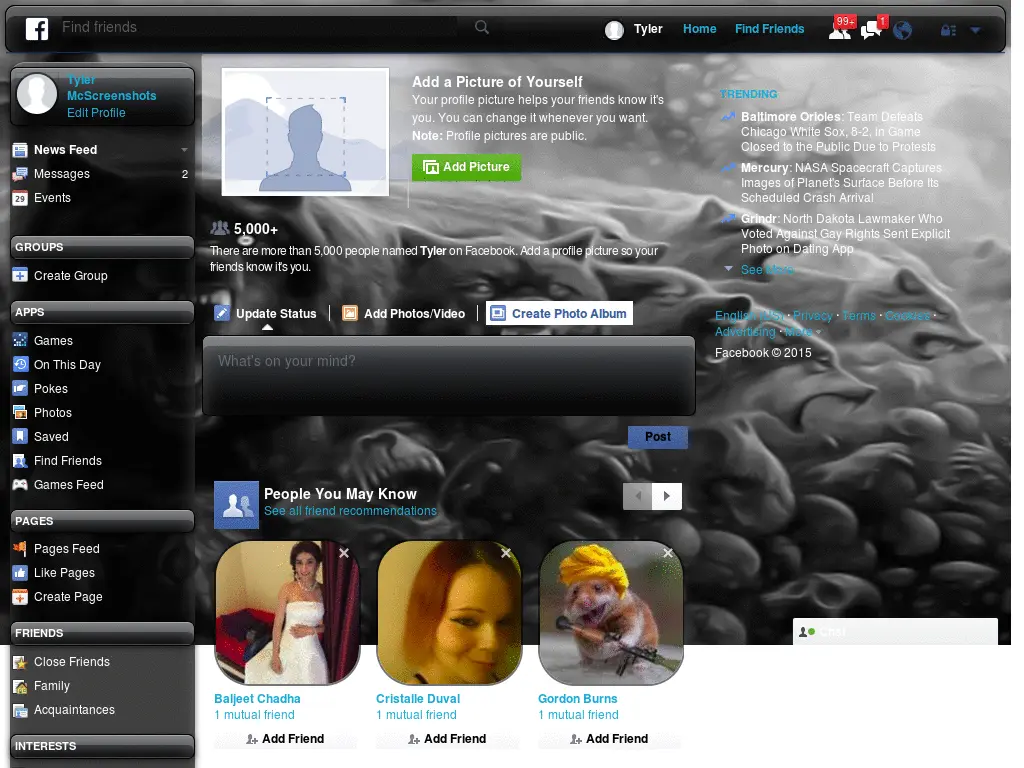 Find friends
Tyler
Home
Find Friends
99+
1
Tyler
McScreenshots
Edit Profile
News Feed
Messages 2
29 Events
GROUPS
Create Group
APPS
Games
On This Day
Pokes
Photos
Saved
Find Friends
Games Feed
PAGES
Pages Feed
Like Pages
Create Page
FRIENDS
Close Friends
Family
Acquaintances
INTERESTS
Add a Picture of Yourself
Your profile picture helps your friends know it's
you. You can change it whenever you want.
Note: Profile pictures are public.
Add Picture
5,000+
There are more than 5,000 people named Tyler on Facebook. Add a profile picture so your
friends know it's you.
Update Status
Add Photos/Video
Create Photo Album
What's on your mind?
Post
People You May Know
See all friend recommendations
Baljeet Chadha
1 mutual friend
Add Friend
Cristalle Duval
1 mutual friend
Add Friend
Gordon Burns
1 mutual friend
Add Friend
TRENDING
Baltimore Orioles: Team Defeats
Chicago White Sox, 8-2, in Game
Closed to the Public Due to Protests
Mercury: NASA Spacecraft Captures
Images of Planet's Surface Before Its
Scheduled Crash Arrival
Grindr: North Dakota Lawmaker Who
Voted Against Gay Rights Sent Explicit
Photo on Dating App
See More
English (US) · Privacy · Terms · Cookies ·
Advertising · More
Facebook © 2015
Chat